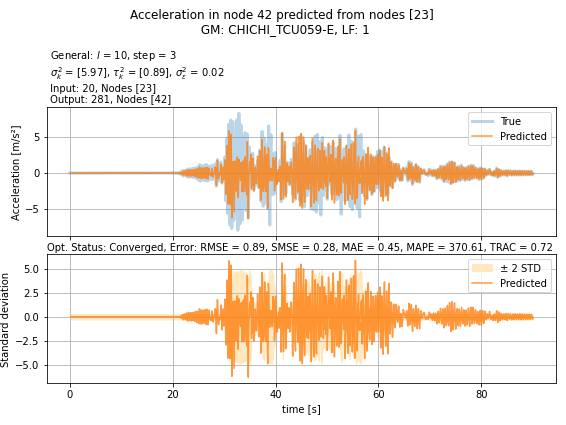 Acceleration in node 42 predicted from nodes [23]
GM: CHICHI_TCU059-E, LF: 1
General: l = 10, step = 3
σ²ₖ = [5.97], τ²ₖ = [0.89], σ²ε = 0.02
Input: 20, Nodes [23]
Output: 281, Nodes [42]
Acceleration [m/s²]
5
0
−5
True
Predicted
Opt. Status: Converged, Error: RMSE = 0.89, SMSE = 0.28, MAE = 0.45, MAPE = 370.61, TRAC = 0.72
Standard deviation
5.0
2.5
0.0
−2.5
−5.0
± 2 STD
Predicted
0 20 40 60 80
time [s]